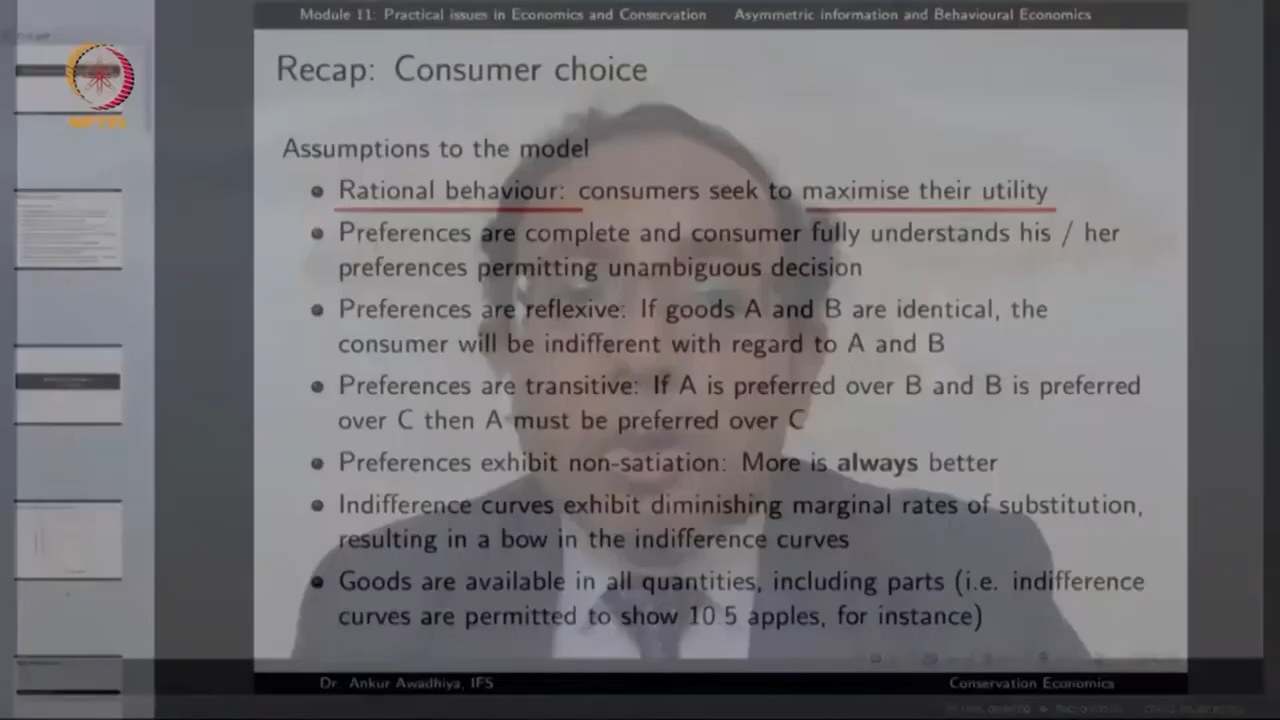 Module 11: Practical issues in Economics and Conservation Asymmetric information and Behavioural Economics
NPTEL
Recap: Consumer choice
Assumptions to the model
Rational behaviour: consumers seek to maximise their utility
Preferences are complete and consumer fully understands his / her
preferences permitting unambiguous decision
Preferences are reflexive: If goods A and B are identical, the
consumer will be indifferent with regard to A and B
Preferences are transitive: If A is preferred over B and B is preferred
over C then A must be preferred over C
Preferences exhibit non-satiation: More is always better
Indifference curves exhibit diminishing marginal rates of substitution,
resulting in a bow in the indifference curves
Goods are available in all quantities, including parts (i.e. indifference
curves are permitted to show 10.5 apples, for instance)
Dr. Ankur Awadhiya, IFS Conservation Economics